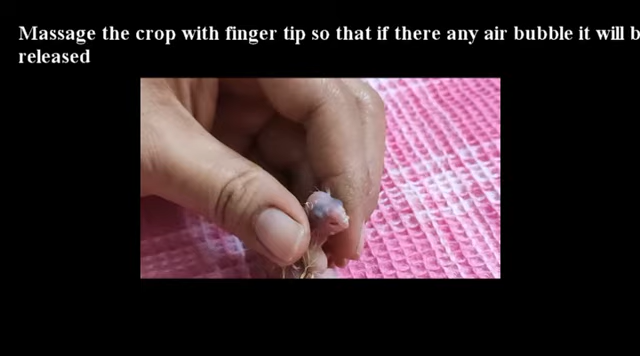 Massage the crop with finger tip so that if there any air bubble it will b
released